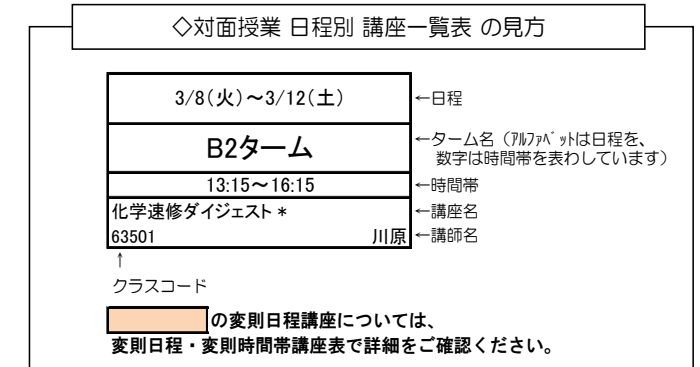 ◇対面授業 日程別 講座一覧表 の見方
3/8(火)～3/12(土) ←日程
B2ターム ←ターム名（ｱﾙﾌｧﾍﾞｯﾄは日程を、
数字は時間帯を表わしています）
13:15～16:15 ←時間帯
化学速修ダイジェスト * ←講座名
63501 川原 ←講師名
↑
クラスコード
の変則日程講座については、
変則日程・変則時間帯講座表で詳細をご確認ください。